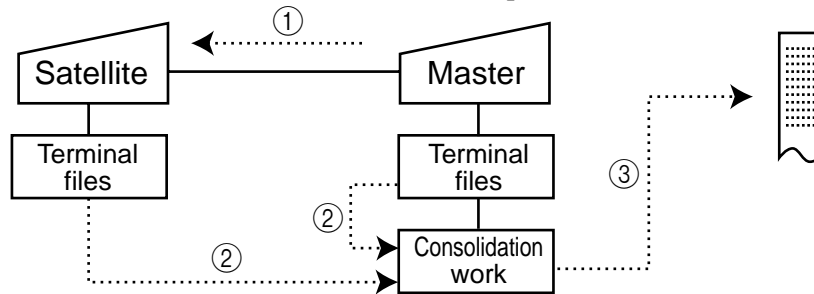 ①
Satellite
Master
Terminal
files
Terminal
files
②
③
Consolidation
work
②